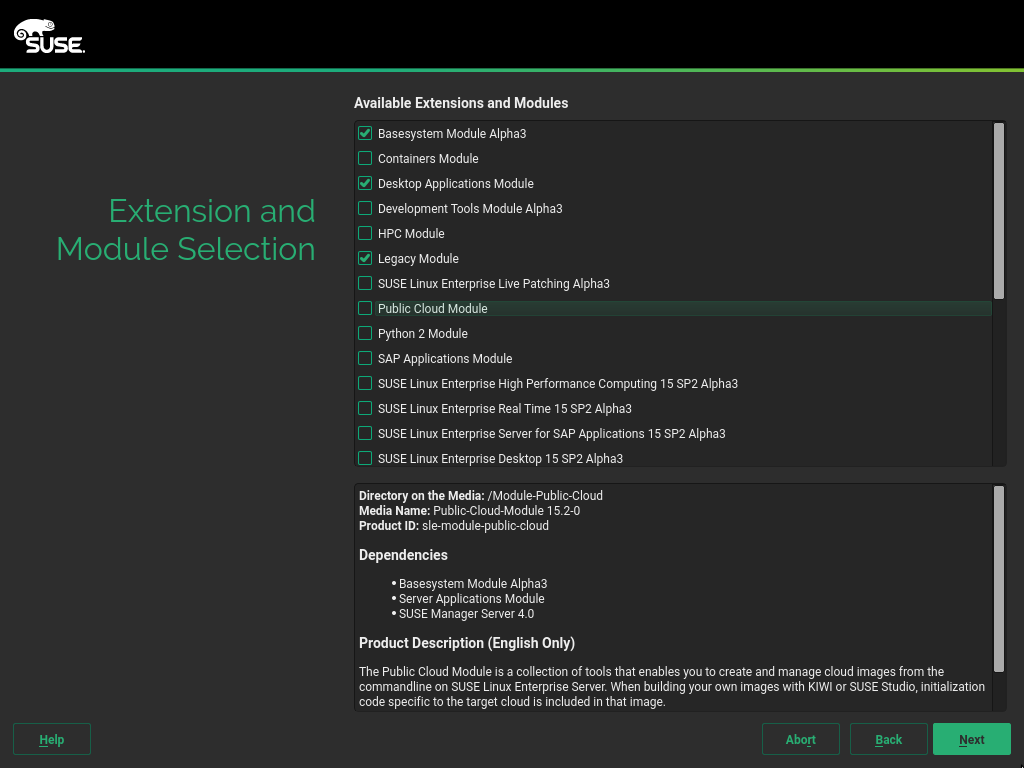 SUSE.
Extension and
Module Selection
Available Extensions and Modules
Basesystem Module Alpha3
Containers Module
Desktop Applications Module
Development Tools Module Alpha3
HPC Module
Legacy Module
SUSE Linux Enterprise Live Patching Alpha3
Public Cloud Module
Python 2 Module
SAP Applications Module
SUSE Linux Enterprise High Performance Computing 15 SP2 Alpha3
SUSE Linux Enterprise Real Time 15 SP2 Alpha3
SUSE Linux Enterprise Server for SAP Applications 15 SP2 Alpha3
SUSE Linux Enterprise Desktop 15 SP2 Alpha3
Directory on the Media: /Module-Public-Cloud
Media Name: Public-Cloud-Module 15.2-0
Product ID: sle-module-public-cloud
Dependencies
• Basesystem Module Alpha3
• Server Applications Module
• SUSE Manager Server 4.0
Product Description (English Only)
The Public Cloud Module is a collection of tools that enables you to create and manage cloud images from the
commandline on SUSE Linux Enterprise Server. When building your own images with KIWI or SUSE Studio, initialization
code specific to the target cloud is included in that image.
Help
Abort
Back
Next